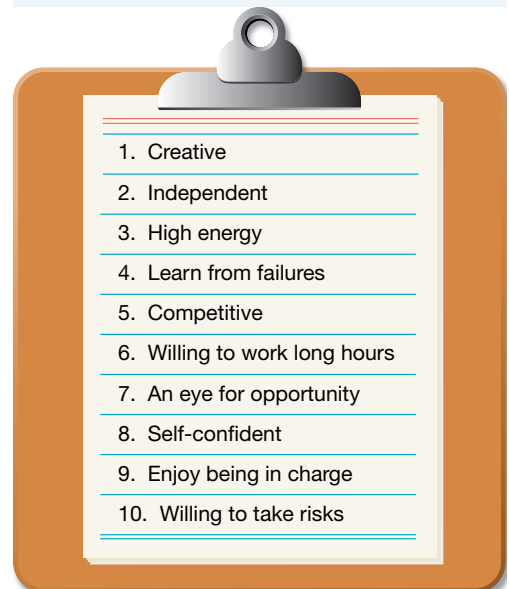 1. Creative
2. Independent
3. High energy
4. Learn from failures
5. Competitive
6. Willing to work long hours
7. An eye for opportunity
8. Self-confident
9. Enjoy being in charge
10. Willing to take risks